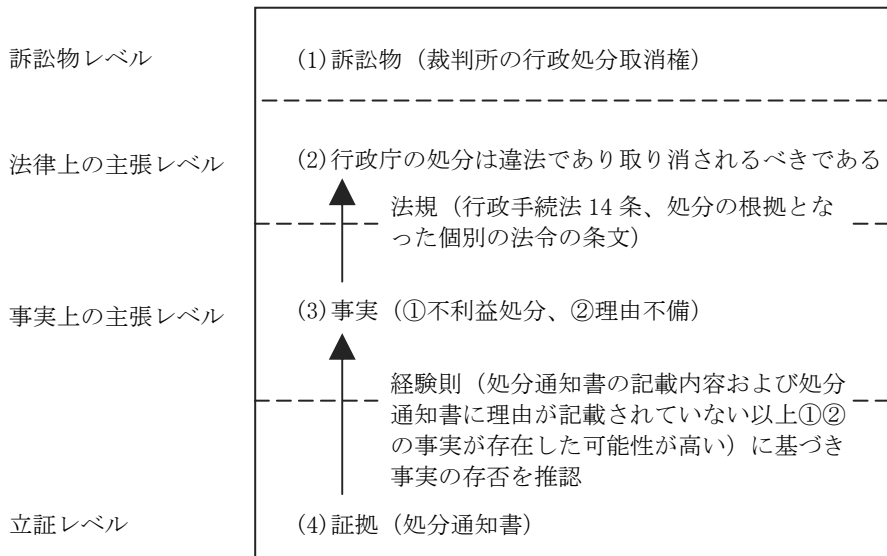 訴訟物レベル
(1)訴訟物（裁判所の行政処分取消権）
法律上の主張レベル
(2)行政庁の処分は違法であり取り消されるべきである
法規（行政手続法 14 条、処分の根拠とな
った個別の法令の条文）
事実上の主張レベル
(3)事実（①不利益処分、②理由不備）
経験則（処分通知書の記載内容および処分
通知書に理由が記載されていない以上①②
の事実が存在した可能性が高い）に基づき
事実の存否を推認
立証レベル
(4)証拠（処分通知書）